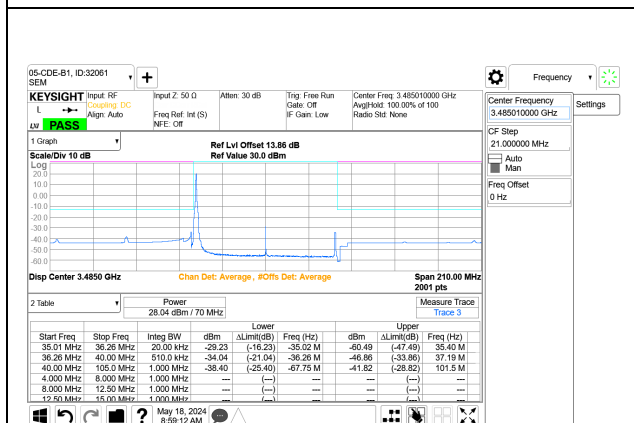 05-CDE-B1, ID:32061
SEM
Frequency
KEYSIGHT Input: RF Input Z: 50 Ω Atten: 30 dB Trig: Free Run Center Freq: 3.485010000 GHz
L Coupling: DC Gate: Off Avg|Hold: 100.00% of 100
Align: Auto Freq Ref: Int (S) IF Gain: Low Radio Std: None
LXI PASS NFE: Off
Center Frequency
3.485010000 GHz
Settings
CF Step
21.000000 MHz
Auto
Man
Freq Offset
0 Hz
1 Graph
Ref Lvl Offset 13.86 dB
Scale/Div 10 dB Ref Value 30.0 dBm
Log
20.0
10.0
0.00
-10.0
-20.0
-30.0
-40.0
-50.0
-60.0
Disp Center 3.4850 GHz Chan Det: Average, #Offs Det: Average Span 210.00 MHz
2001 pts
2 Table Power Measure Trace
28.04 dBm / 70 MHz Trace 3
Lower Upper
Start Freq Stop Freq Integ BW dBm ΔLimit(dB) Freq (Hz) dBm ΔLimit(dB) Freq (Hz)
35.01 MHz 36.26 MHz 20.00 kHz -29.23 (-16.23) -35.02 M -60.49 (-47.49) 35.40 M
36.26 MHz 40.00 MHz 510.0 kHz -34.04 (-21.04) -36.26 M -46.86 (-33.86) 37.19 M
40.00 MHz 105.0 MHz 1.000 MHz -38.40 (-25.40) -67.75 M -41.82 (-28.82) 101.5 M
4.000 MHz 8.000 MHz 1.000 MHz --- (---) --- --- (---) ---
8.000 MHz 12.50 MHz 1.000 MHz --- (---) --- --- (---) ---
12.50 MHz 15.00 MHz 1.000 MHz --- (---) --- --- (---) ---
May 18, 2024
8:59:12 AM